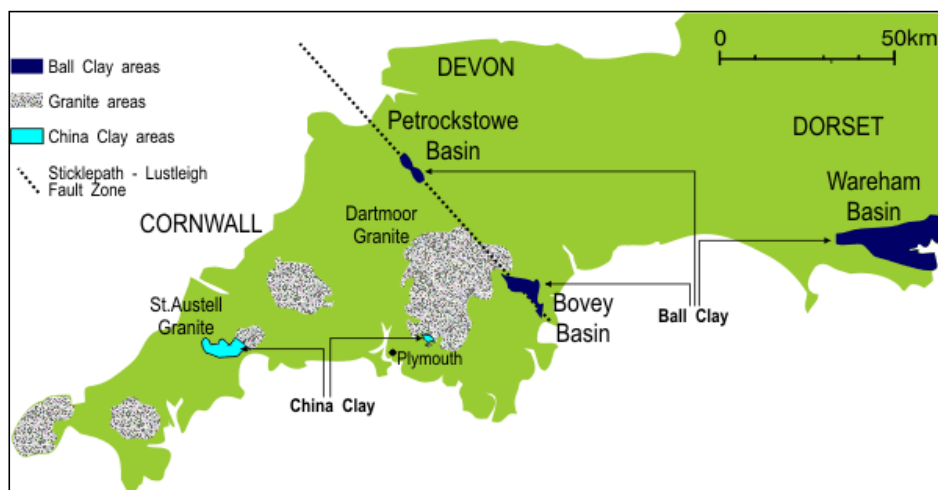 0 50km
DEVON
Ball Clay areas
Granite areas
China Clay areas
Sticklepath - Lustleigh
Fault Zone
Petrockstowe
Basin
DORSET
Wareham
Basin
CORNWALL
Dartmoor
Granite
St.Austell
Granite
Bovey
Basin
Ball Clay
Plymouth
China Clay